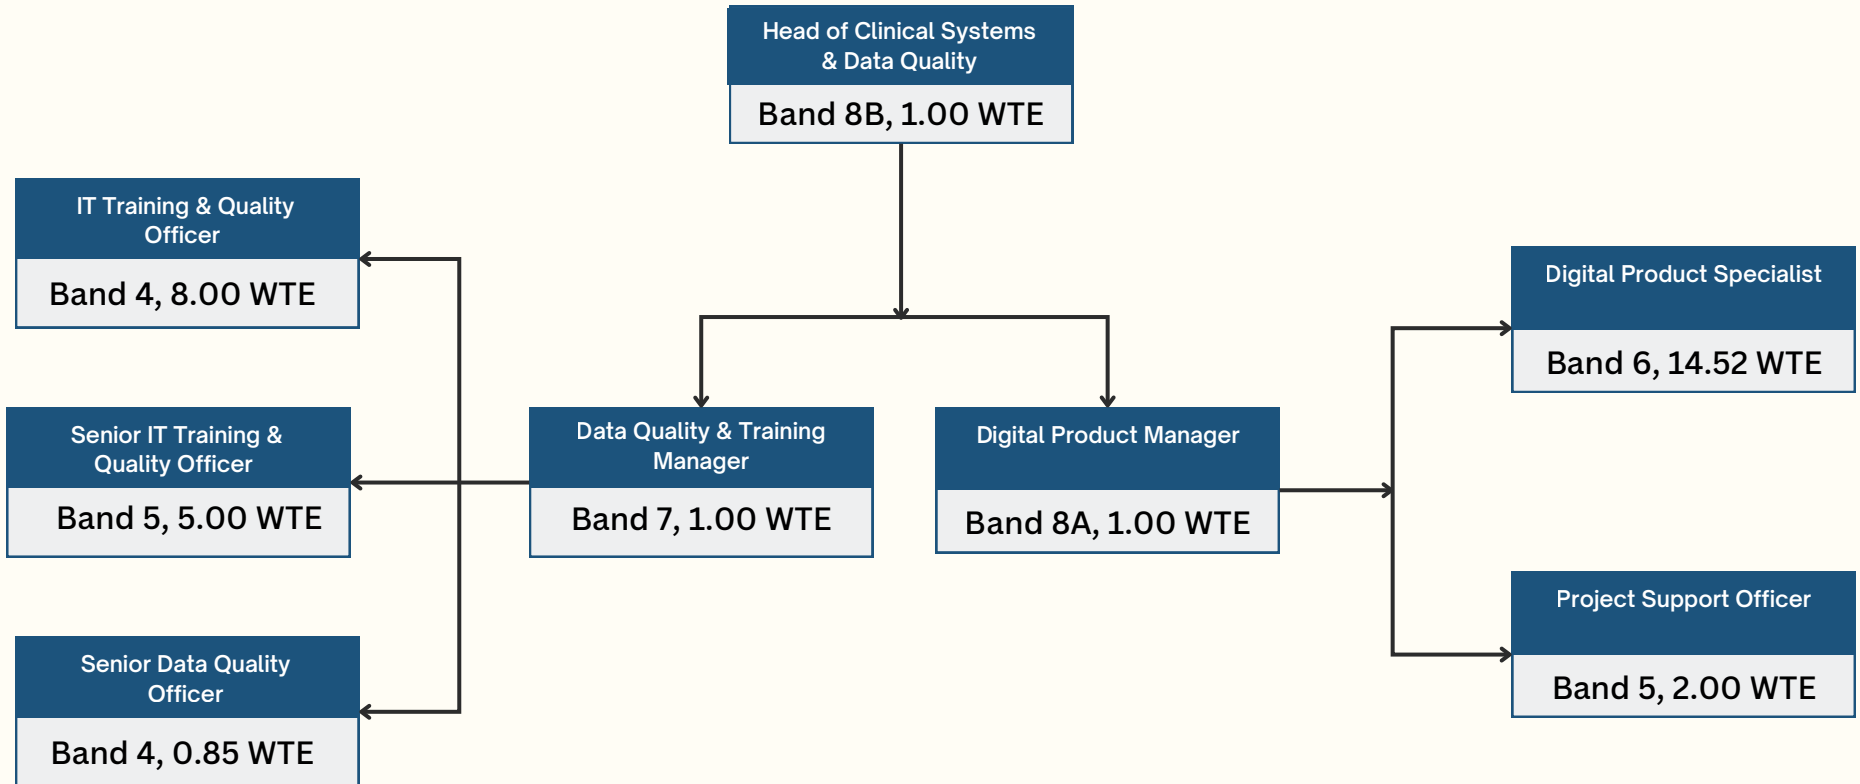 Head of Clinical Systems
& Data Quality
Band 8B, 1.00 WTE
IT Training & Quality
Officer
Band 4, 8.00 WTE
Senior IT Training &
Quality Officer
Band 5, 5.00 WTE
Senior Data Quality
Officer
Band 4, 0.85 WTE
Data Quality & Training
Manager
Band 7, 1.00 WTE
Digital Product Manager
Band 8A, 1.00 WTE
Digital Product Specialist
Band 6, 14.52 WTE
Project Support Officer
Band 5, 2.00 WTE